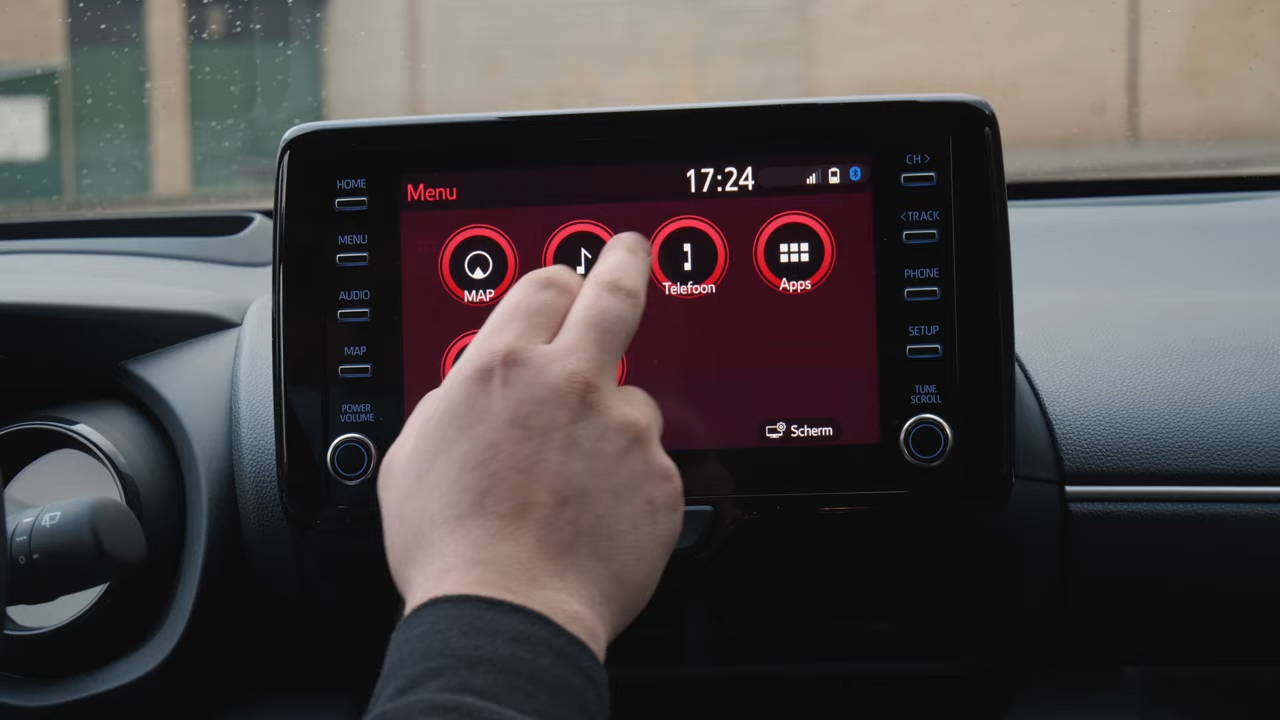 HOME
MENU
AUDIO
MAP
POWER
VOLUME
Menu
17:24
MAP
Telefoon
Apps
Scherm
CH >
< TRACK
PHONE
SETUP
TUNE
SCROLL